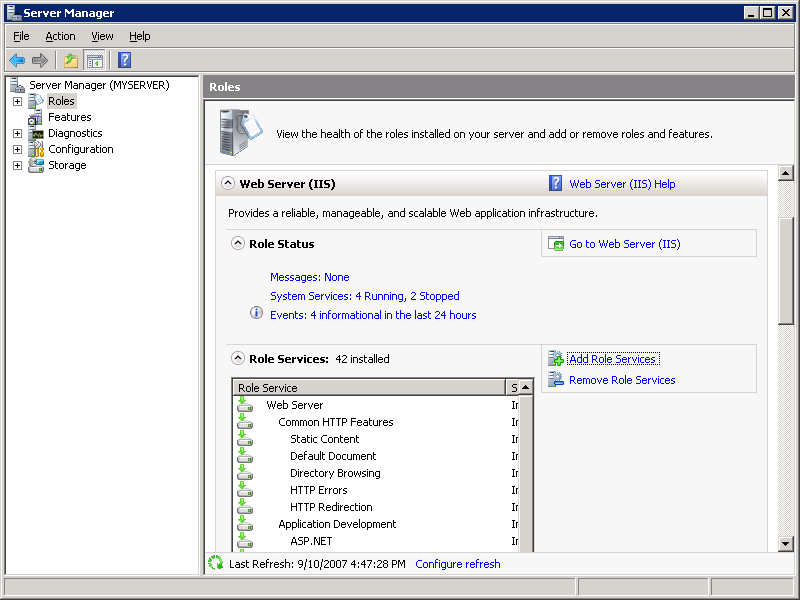 Server Manager
File Action View Help
Server Manager (MYSERVER)
Roles
Features
Diagnostics
Configuration
Storage
Roles
View the health of the roles installed on your server and add or remove roles and features.
Web Server (IIS)
Web Server (IIS) Help
Provides a reliable, manageable, and scalable Web application infrastructure.
Role Status
Go to Web Server (IIS)
Messages: None
System Services: 4 Running, 2 Stopped
Events: 4 informational in the last 24 hours
Role Services: 42 installed
Add Role Services
Remove Role Services
Role Service S
Web Server In
Common HTTP Features In
Static Content In
Default Document In
Directory Browsing In
HTTP Errors In
HTTP Redirection In
Application Development In
ASP.NET In
Last Refresh: 9/10/2007 4:47:28 PM Configure refresh